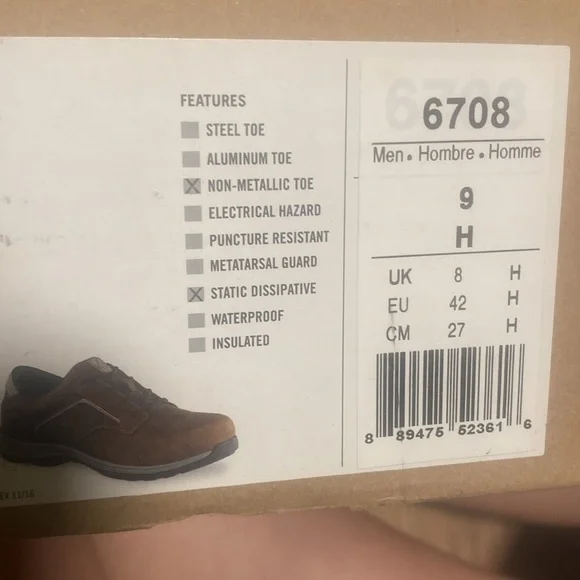 FEATURES
STEEL TOE
ALUMINUM TOE
NON-METALLIC TOE
ELECTRICAL HAZARD
PUNCTURE RESISTANT
METATARSAL GUARD
STATIC DISSIPATIVE
WATERPROOF
INSULATED
6708
Men • Hombre • Homme
9
H
UK 8 H
EU 42 H
CM 27 H
8 89475 52361 6